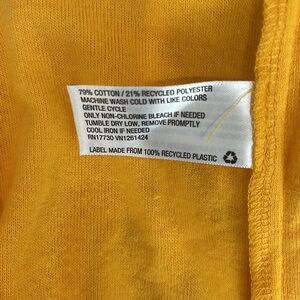 79% COTTON / 21% RECYCLED POLYESTER
MACHINE WASH COLD WITH LIKE COLORS
GENTLE CYCLE
ONLY NON-CHLORINE BLEACH IF NEEDED
TUMBLE DRY LOW, REMOVE PROMPTLY
COOL IRON IF NEEDED
RN17730 VN1261424
LABEL MADE FROM 100% RECYCLED PLASTIC